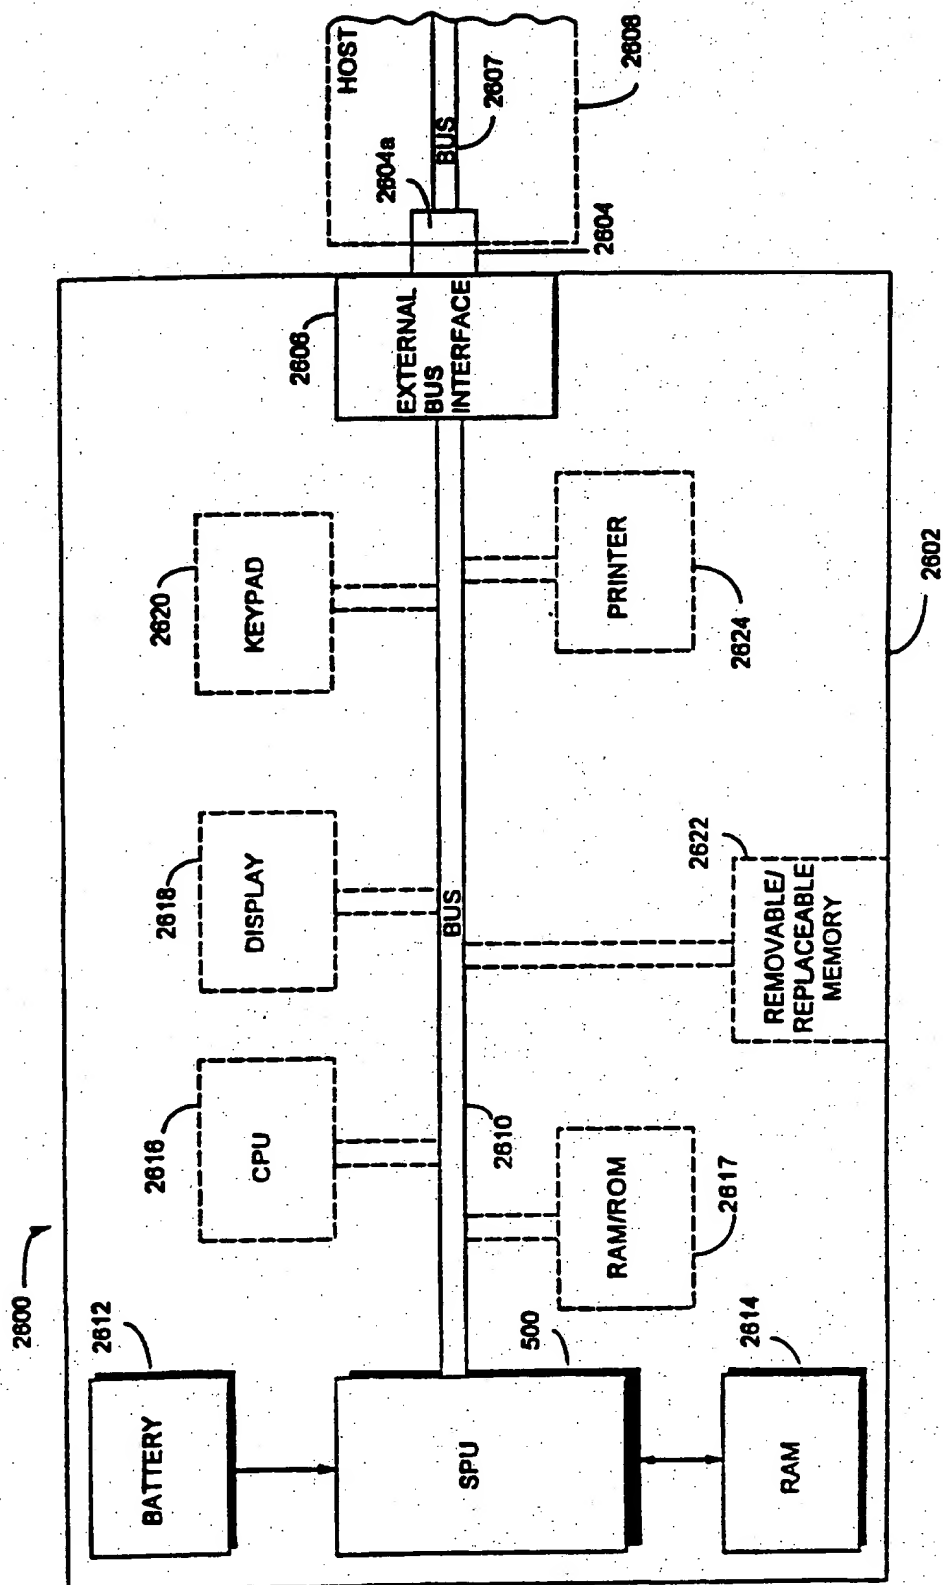 2600
BATTERY
2612
SPU
500
RAM
2614
CPU
2616
RAM/ROM
2617
2610
BUS
DISPLAY
2618
REMOVABLE/
REPLACEABLE
MEMORY
2622
KEYPAD
2620
PRINTER
2624
EXTERNAL
BUS
INTERFACE
2606
2602
HOST
2604a
BUS
2607
2604
2608